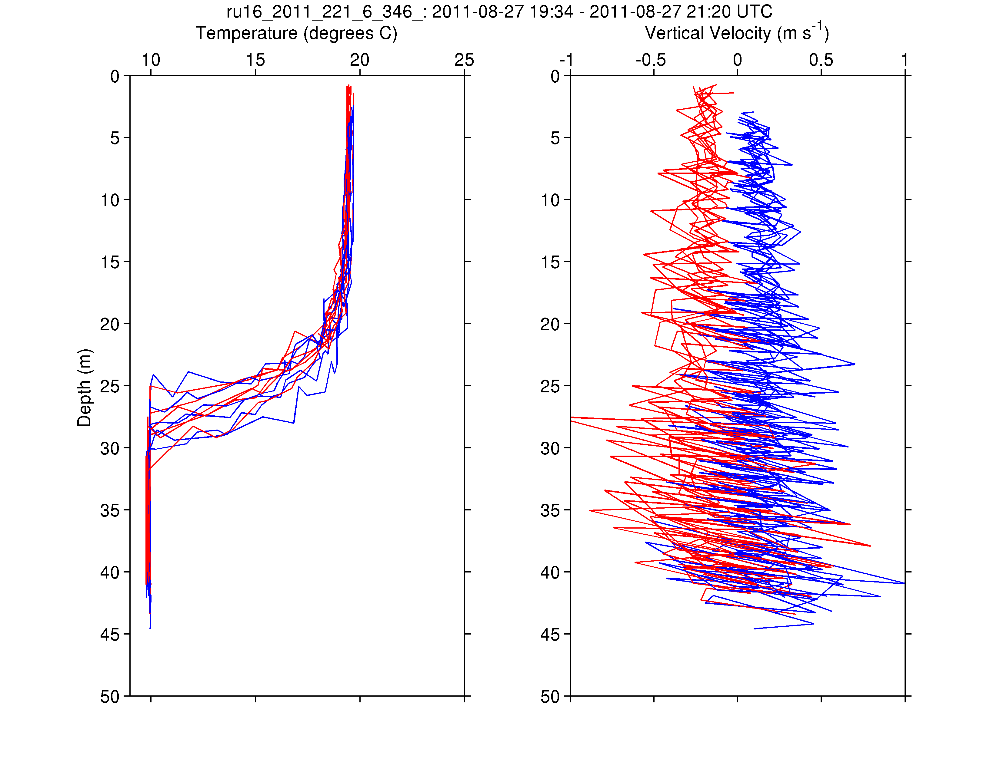 ru16_2011_221_6_346_: 2011-08-27 19:34 - 2011-08-27 21:20 UTC
Temperature (degrees C)
Vertical Velocity (m s-1)
10 15 20 25
-1 -0.5 0 0.5 1
0 0
5 5
10 10
15 15
20 20
25 25
30 30
35 35
40 40
45 45
50 50
Depth (m)